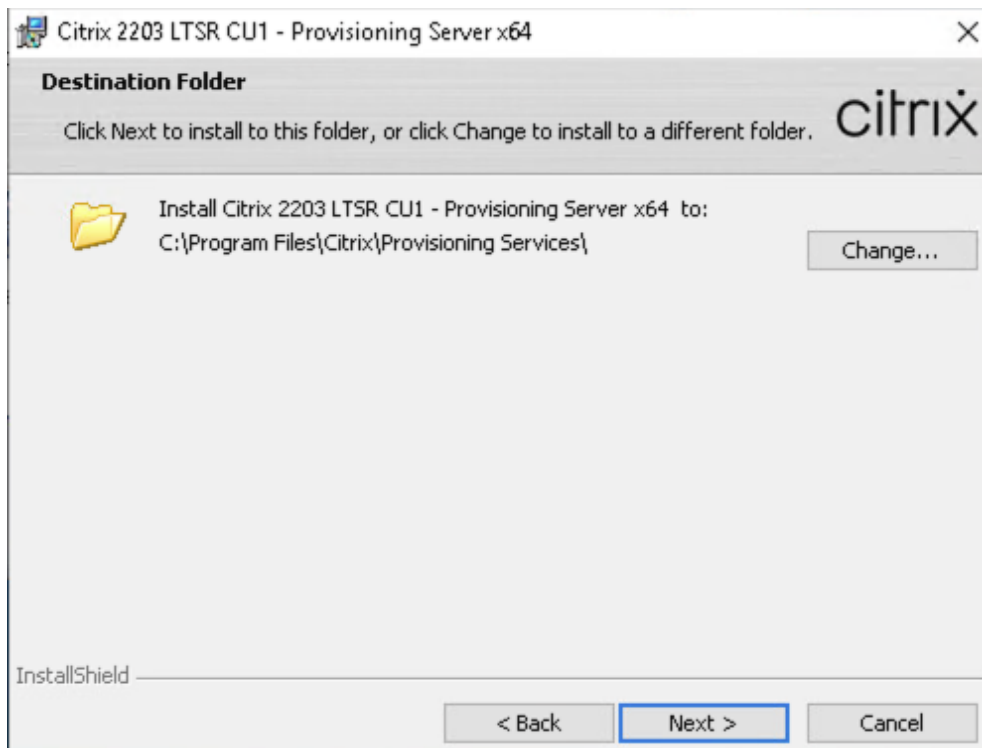 Citrix 2203 LTSR CU1 - Provisioning Server x64
Destination Folder
Click Next to install to this folder, or click Change to install to a different folder.
citrix
Install Citrix 2203 LTSR CU1 - Provisioning Server x64 to:
C:\Program Files\Citrix\Provisioning Services\
Change...
InstallShield
< Back
Next >
Cancel